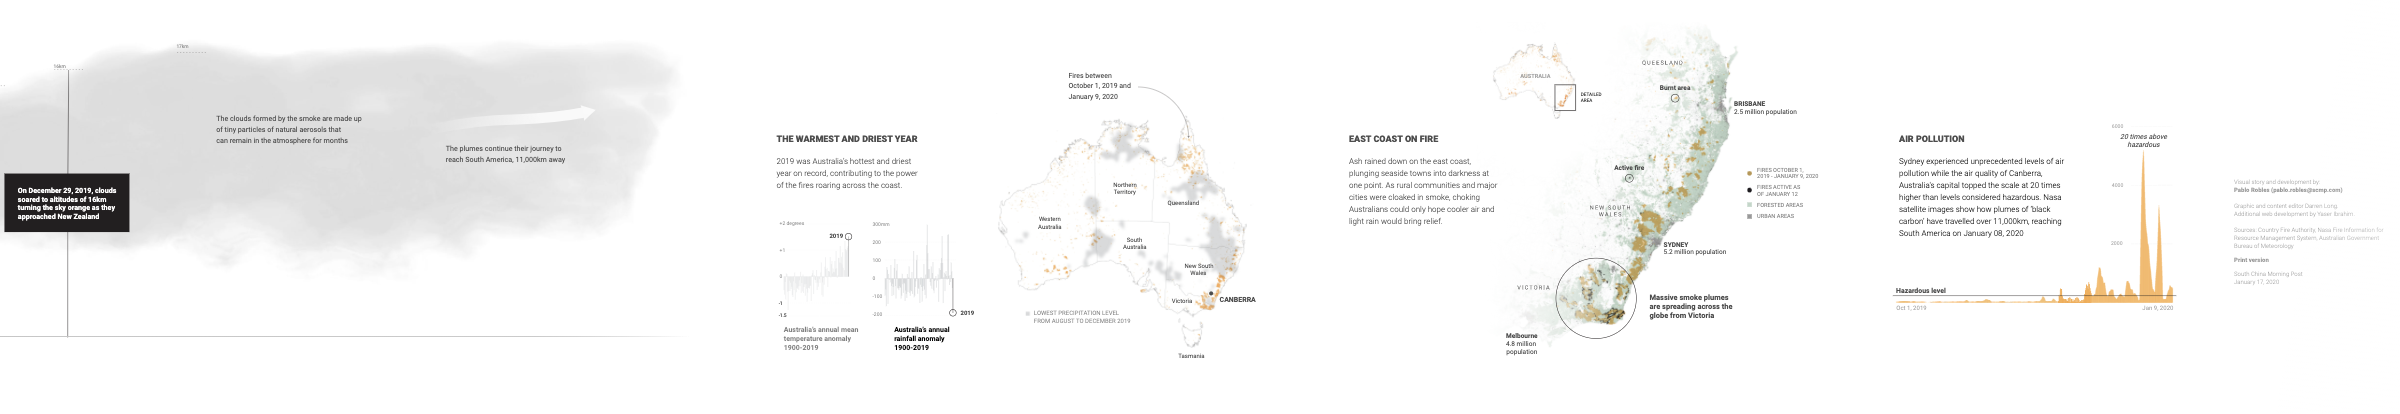 16km
17km
The clouds formed by the smoke are made up
of tiny particles of natural aerosols that
can remain in the atmosphere for months
The plumes continue their journey to
reach South America, 11,000km away
On December 29, 2019, clouds
soared to altitudes of 16km
turning the sky orange as they
approached New Zealand
THE WARMEST AND DRIEST YEAR
2019 was Australia's hottest and driest
year on record, contributing to the power
of the fires roaring across the coast.
+2 degrees
2019
+1
0
-1
-1.5
Australia's annual mean
temperature anomaly
1900-2019
300mm
200
100
0
-100
-200
2019
Australia's annual
rainfall anomaly
1900-2019
Fires between
October 1, 2019 and
January 9, 2020
Northern
Territory
Queensland
Western
Australia
South
Australia
New South
Wales
Victoria
CANBERRA
Tasmania
LOWEST PRECIPITATION LEVEL
FROM AUGUST TO DECEMBER 2019
EAST COAST ON FIRE
Ash rained down on the east coast,
plunging seaside towns into darkness at
one point. As rural communities and major
cities were cloaked in smoke, choking
Australians could only hope cooler air and
light rain would bring relief.
AUSTRALIA
DETAILED
AREA
QUEESLAND
Burnt area
BRISBANE
2.5 million population
Active fire
NEW SOUTH
WALES
SYDNEY
5.2 million population
VICTORIA
Massive smoke plumes
are spreading across the
globe from Victoria
Melbourne
4.8 million
population
FIRES OCTOBER 1,
2019 - JANUARY 9, 2020
FIRES ACTIVE AS
OF JANUARY 12
FORESTED AREAS
URBAN AREAS
AIR POLLUTION
Sydney experienced unprecedented levels of air
pollution while the air quality of Canberra,
Australia's capital topped the scale at 20 times
higher than levels considered hazardous. Nasa
satellite images show how plumes of 'black
carbon' have travelled over 11,000km, reaching
South America on January 08, 2020
6000
20 times above
hazardous
4000
2000
Hazardous level
Oct 1, 2019
Jan 9, 2020
Visual story and development by:
Pablo Robles (pablo.robles@scmp.com)
Graphic and content editor Darren Long.
Additional web development by Yaser Ibrahim.
Sources: Country Fire Authority, Nasa Fire Information for
Resource Management System, Australian Government
Bureau of Meteorology
Print version
South China Morning Post
January 17, 2020